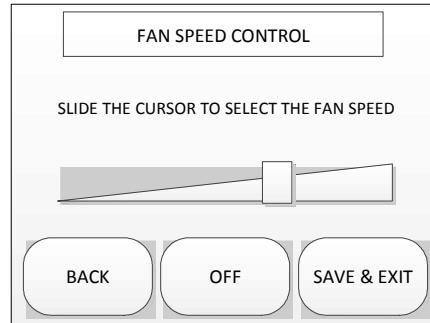 FAN SPEED CONTROL
SLIDE THE CURSOR TO SELECT THE FAN SPEED
BACK
OFF
SAVE & EXIT